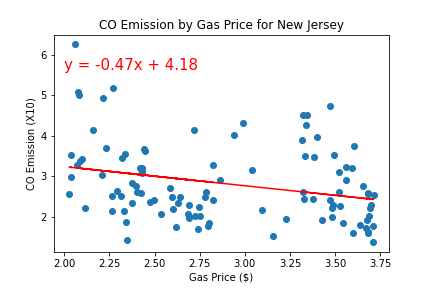 CO Emission by Gas Price for New Jersey
y = -0.47x + 4.18
6
5
4
3
2
CO Emission (X10)
2.00 2.25 2.50 2.75 3.00 3.25 3.50 3.75
Gas Price ($)